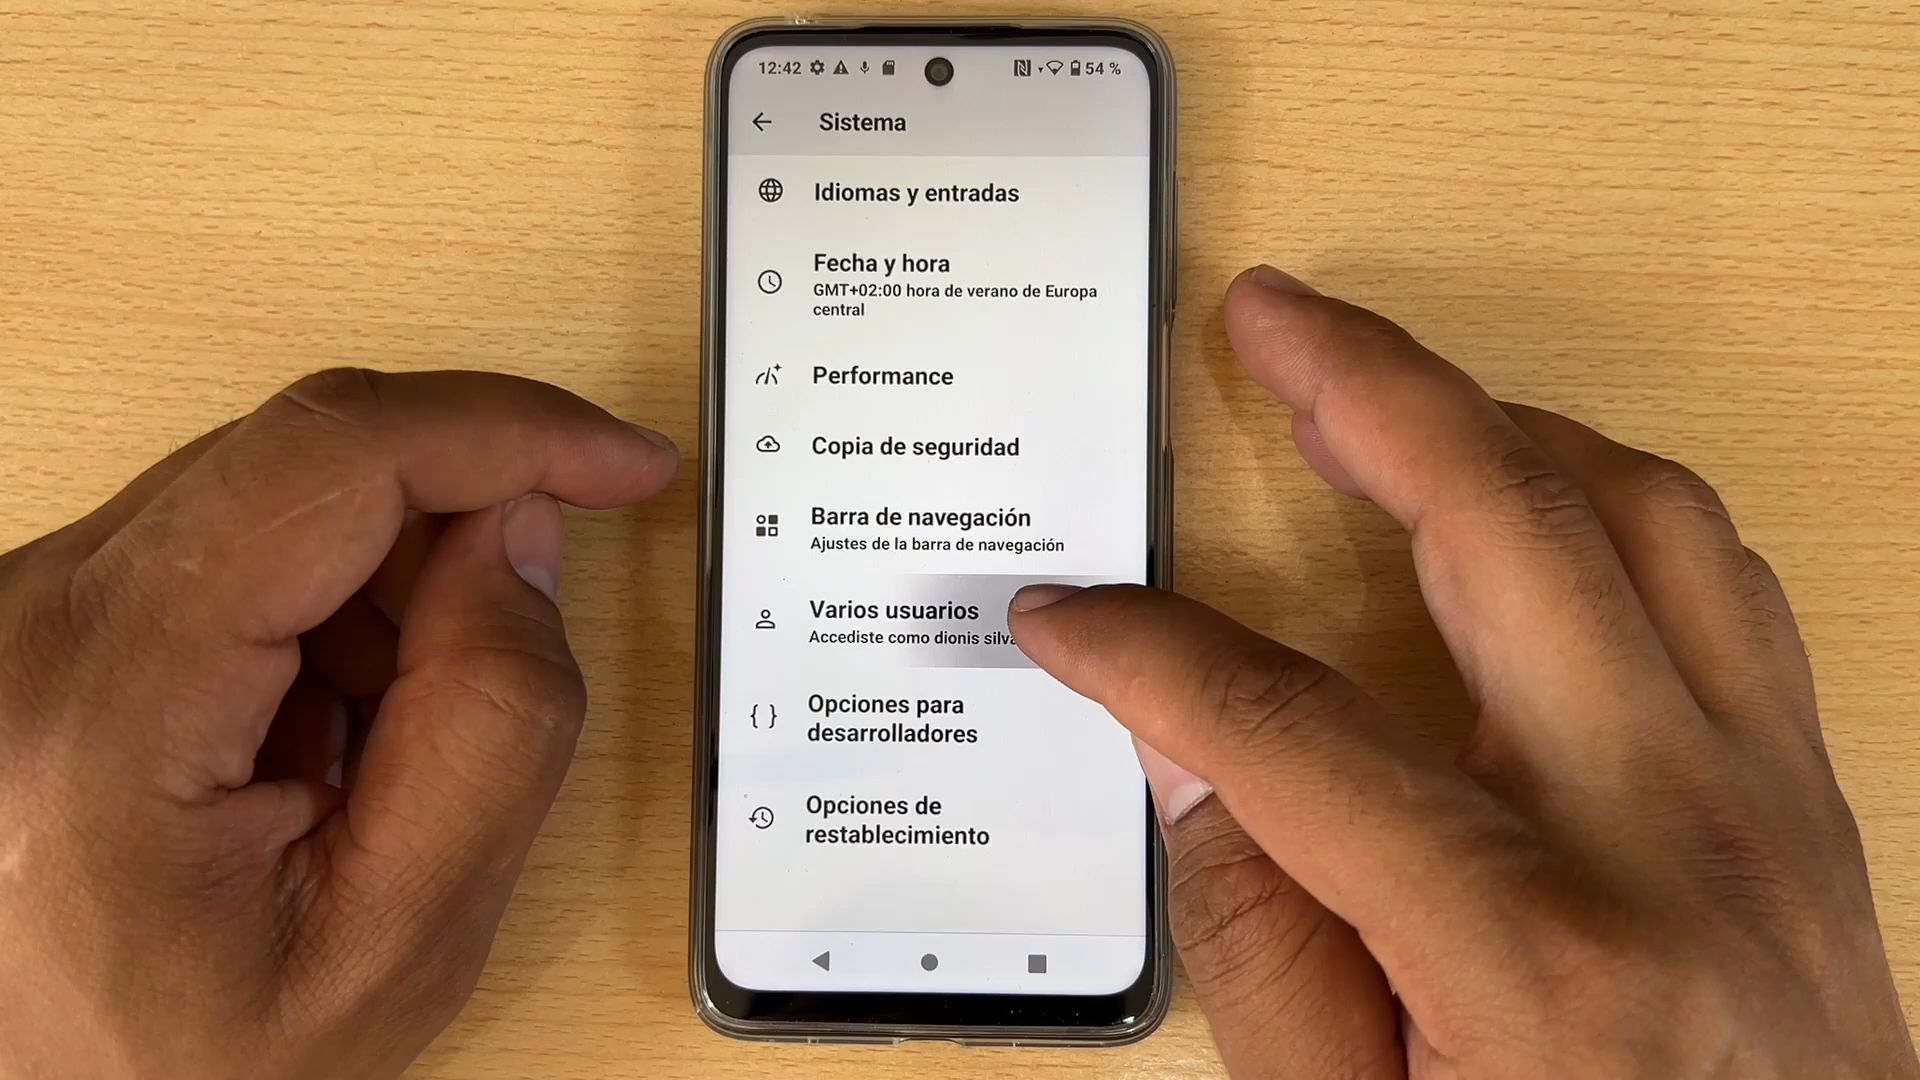 12:42 54 %
Sistema
Idiomas y entradas
Fecha y hora
GMT+02:00 hora de verano de Europa
central
Performance
Copia de seguridad
Barra de navegación
Ajustes de la barra de navegación
Varios usuarios
Accediste como dionis silva
Opciones para
desarrolladores
Opciones de
restablecimiento